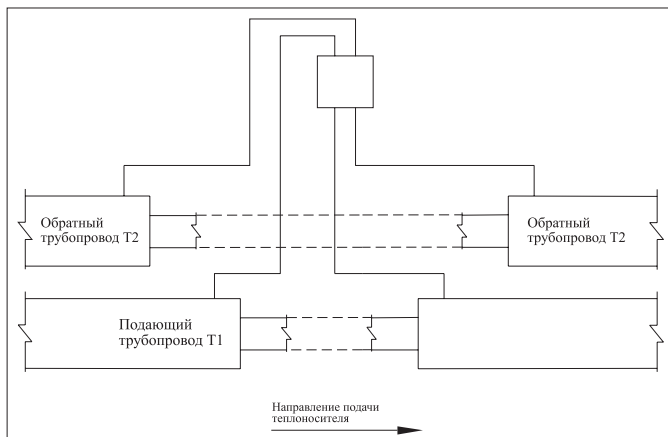 Обратный
трубопровод Т2
Обратный
трубопровод Т2
Подающий
трубопровод Т1
Направление подачи
теплоносителя